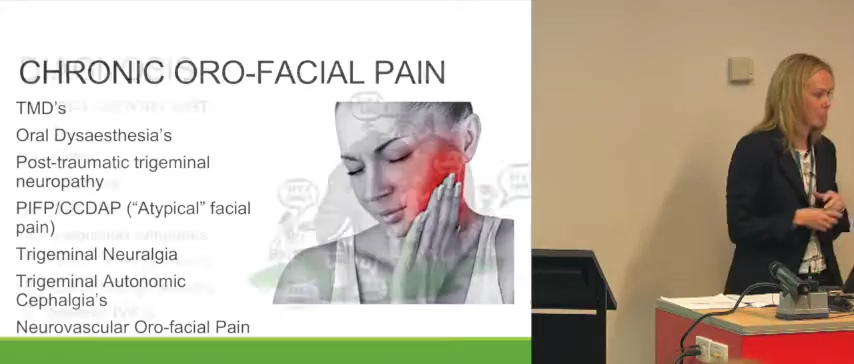 CHRONIC ORO-FACIAL PAIN
TMD's
Oral Dysaesthesia's
Post-traumatic trigeminal
neuropathy
PIFP/CCDAP (“Atypical” facial
pain)
Trigeminal Neuralgia
Trigeminal Autonomic
Cephalgia's
Neurovascular Oro-facial Pain